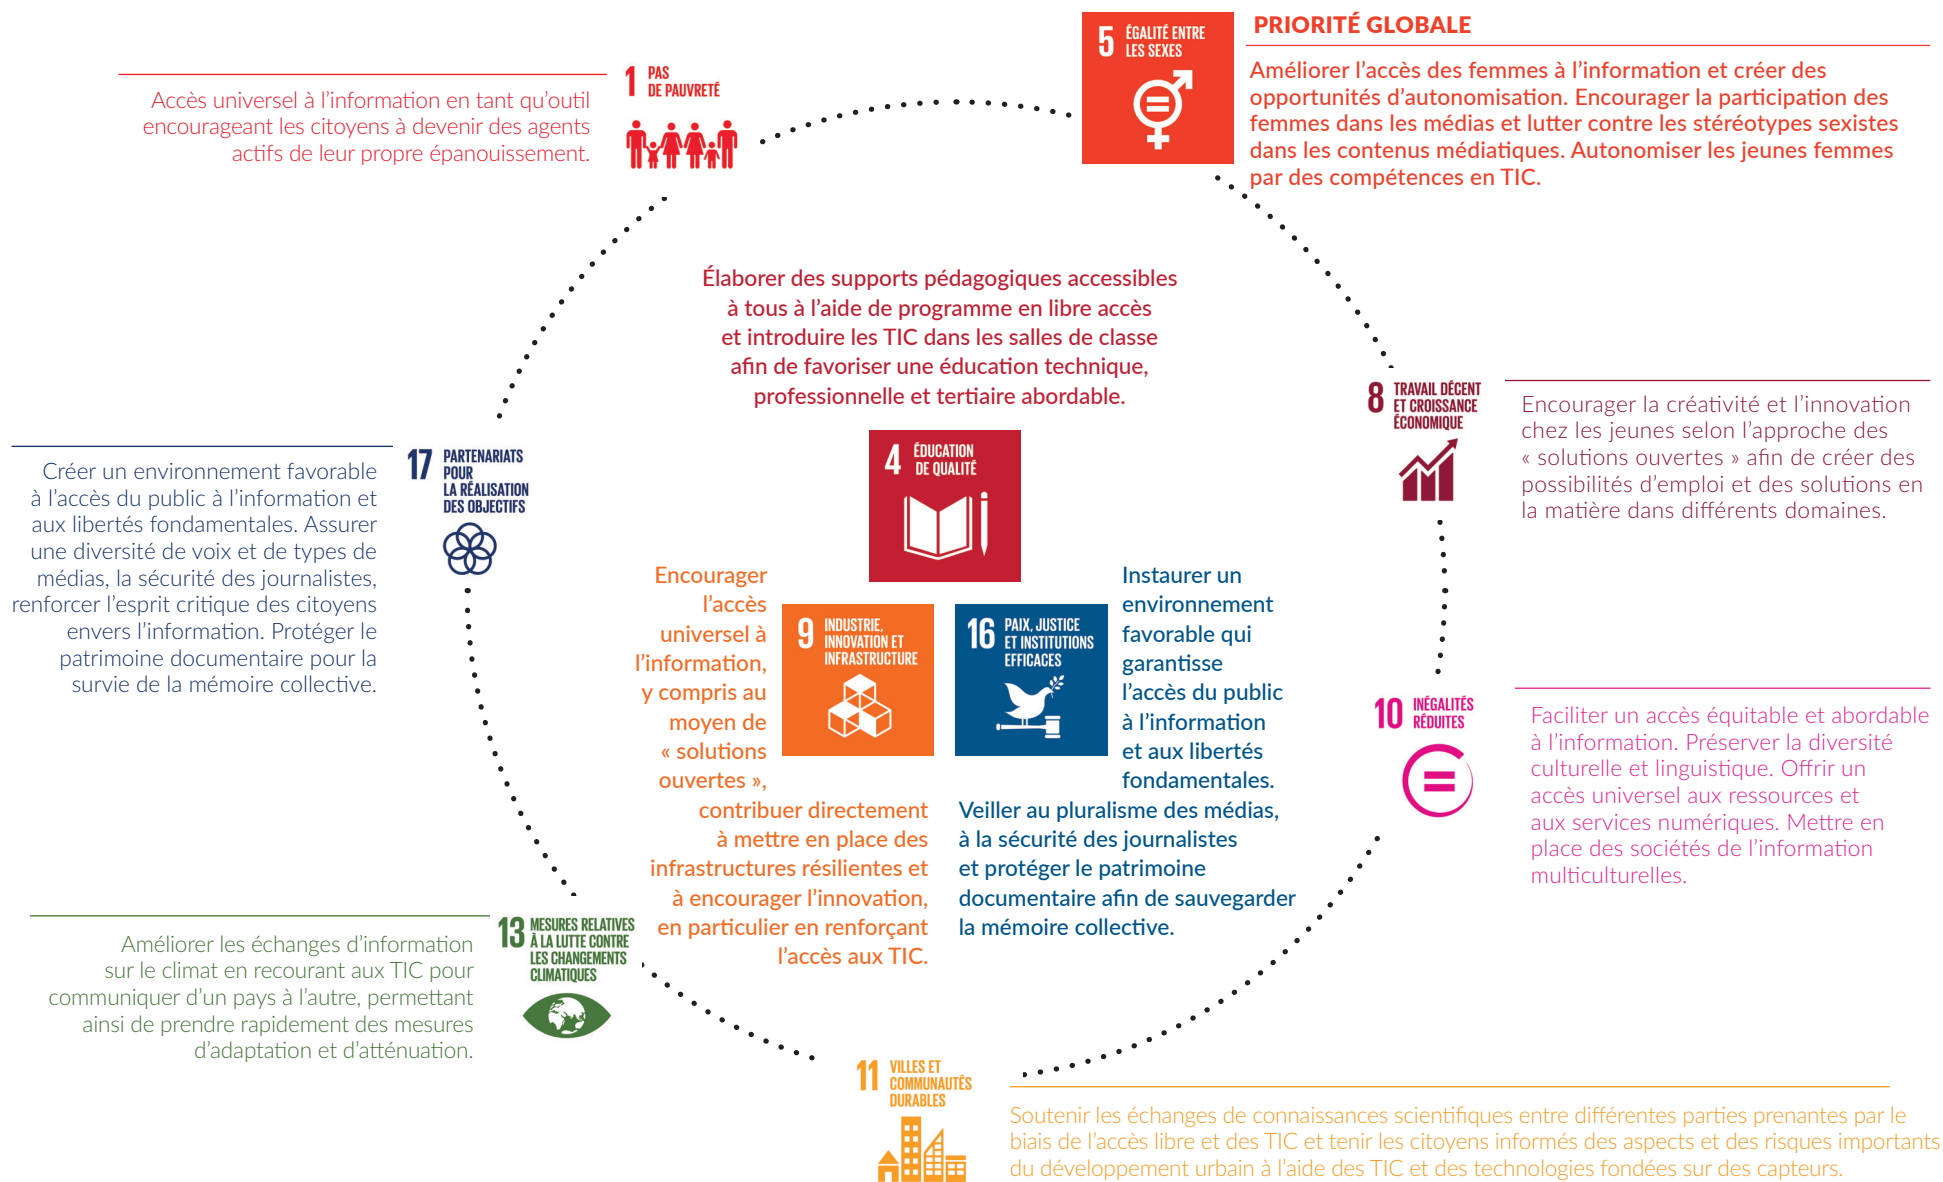 1 PAS
DE PAUVRETÉ
Accès universel à l'information en tant qu'outil
encourageant les citoyens à devenir des agents
actifs de leur propre épanouissement.
5 ÉGALITÉ ENTRE
LES SEXES
PRIORITÉ GLOBALE
Améliorer l'accès des femmes à l'information et créer des
opportunités d'autonomisation. Encourager la participation des
femmes dans les médias et lutter contre les stéréotypes sexistes
dans les contenus médiatiques. Autonomiser les jeunes femmes
par des compétences en TIC.
Élaborer des supports pédagogiques accessibles
à tous à l'aide de programme en libre accès
et introduire les TIC dans les salles de classe
afin de favoriser une éducation technique,
professionnelle et tertiaire abordable.
4 ÉDUCATION
DE QUALITÉ
8 TRAVAIL DÉCENT
ET CROISSANCE
ÉCONOMIQUE
Encourager la créativité et l'innovation
chez les jeunes selon l'approche des
« solutions ouvertes » afin de créer des
possibilités d'emploi et des solutions en
la matière dans différents domaines.
17 PARTENARIATS
POUR
LA RÉALISATION
DES OBJECTIFS
Créer un environnement favorable
à l'accès du public à l'information et
aux libertés fondamentales. Assurer
une diversité de voix et de types de
médias, la sécurité des journalistes,
renforcer l'esprit critique des citoyens
envers l'information. Protéger le
patrimoine documentaire pour la
survie de la mémoire collective.
9 INDUSTRIE,
INNOVATION ET
INFRASTRUCTURE
Encourager
l'accès
universel à
l'information,
y compris au
moyen de
« solutions
ouvertes »,
contribuer directement
à mettre en place des
infrastructures résilientes et
à encourager l'innovation,
en particulier en renforçant
l'accès aux TIC.
16 PAIX, JUSTICE
ET INSTITUTIONS
EFFICACES
Instaurer un
environnement
favorable qui
garantisse
l'accès du public
à l'information
et aux libertés
fondamentales.
Veiller au pluralisme des médias,
à la sécurité des journalistes
et protéger le patrimoine
documentaire afin de sauvegarder
la mémoire collective.
10 INÉGALITÉS
RÉDUITES
Faciliter un accès équitable et abordable
à l'information. Préserver la diversité
culturelle et linguistique. Offrir un
accès universel aux ressources et
aux services numériques. Mettre en
place des sociétés de l'information
multiculturelles.
13 MESURES RELATIVES
À LA LUTTE CONTRE
LES CHANGEMENTS
CLIMATIQUES
Améliorer les échanges d'information
sur le climat en recourant aux TIC pour
communiquer d'un pays à l'autre, permettant
ainsi de prendre rapidement des mesures
d'adaptation et d'atténuation.
11 VILLES ET
COMMUNAUTÉS
DURABLES
Soutenir les échanges de connaissances scientifiques entre différentes parties prenantes par le
biais de l'accès libre et des TIC et tenir les citoyens informés des aspects et des risques importants
du développement urbain à l'aide des TIC et des technologies fondées sur des capteurs.